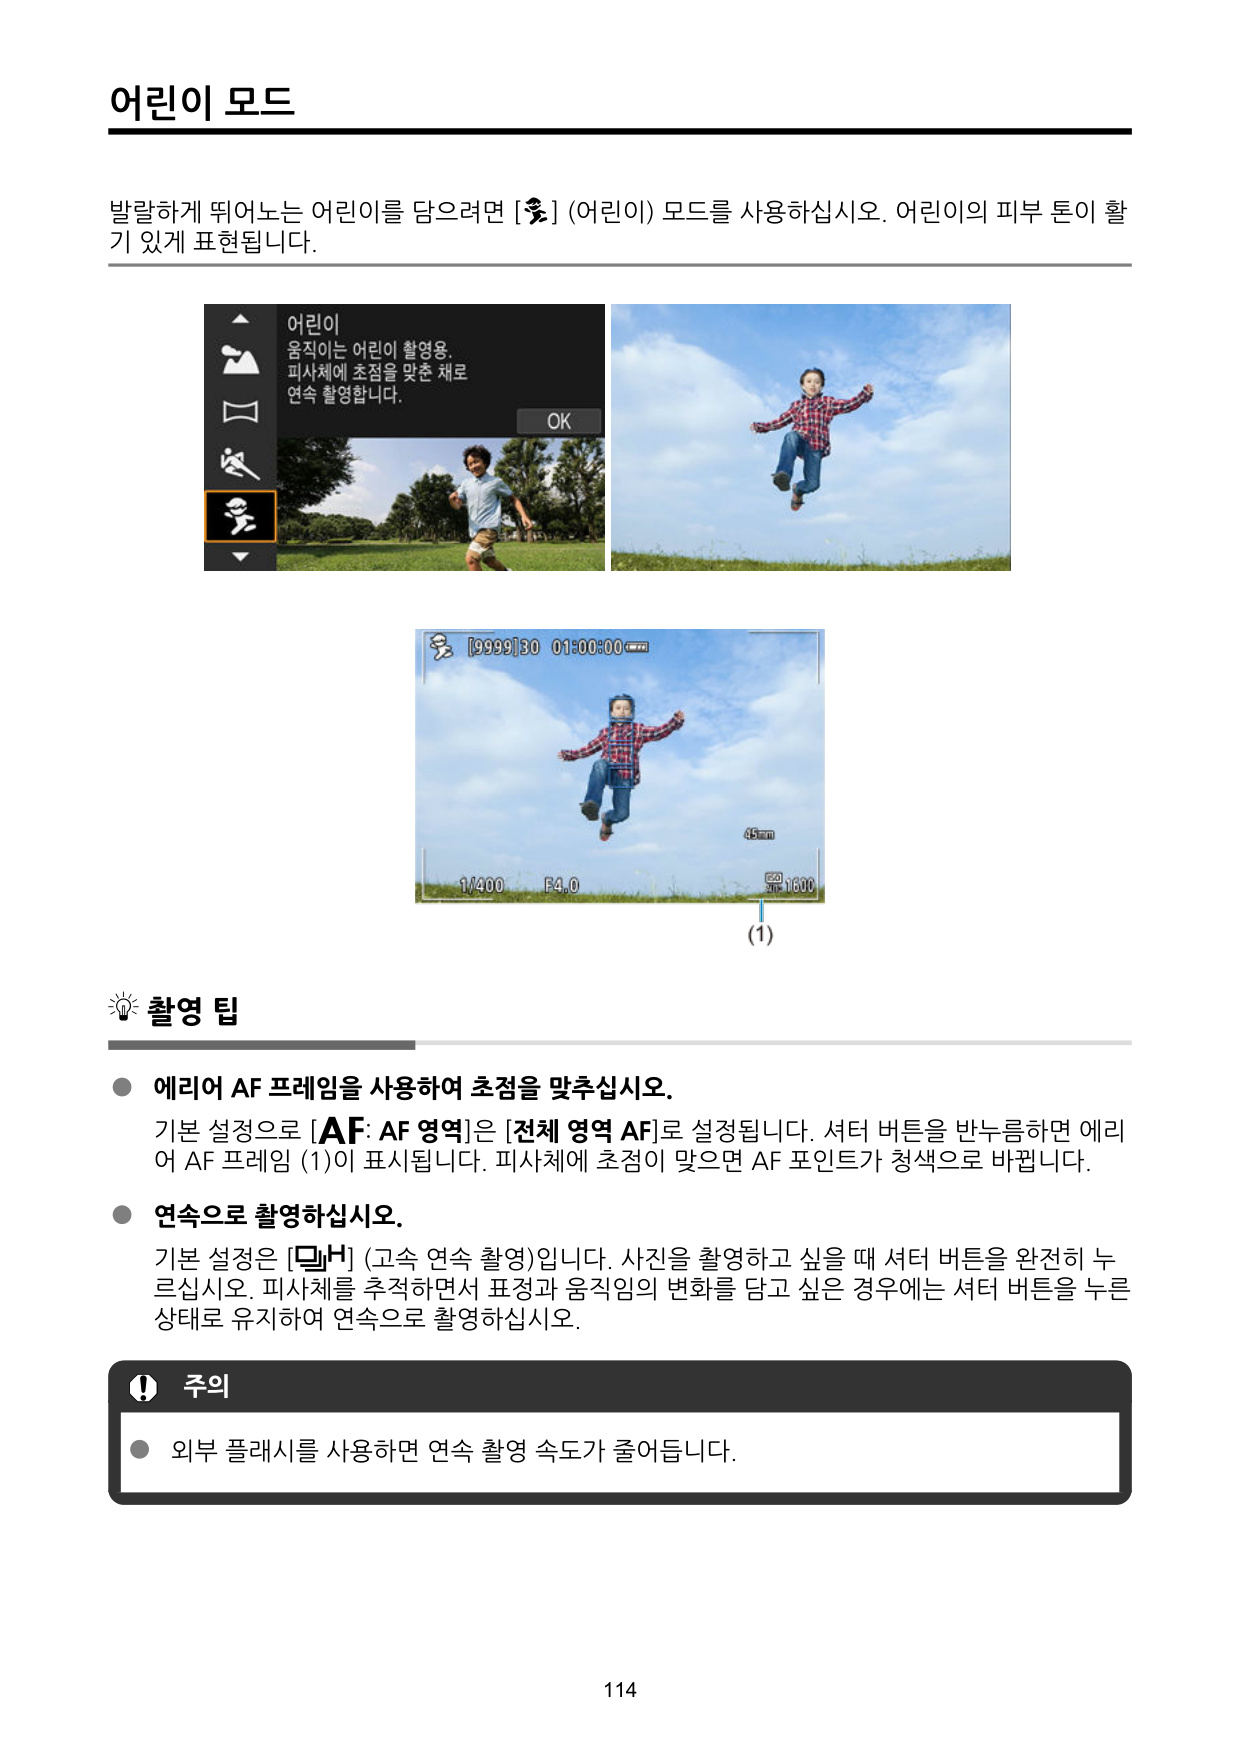 어린이 모드
발랄하게 뛰어노는 어린이를 담으려면 [] (어린이) 모드를 사용하십시오. 어린이의 피부 톤이 활
기 있게 표현됩니다.
어린이
움직이는 어린이 촬영용.
피사체에 초점을 맞춘 채로
연속 촬영합니다.
OK
[9999]30 01:00:00
45mm
1/400 F4.0 ISO AUTO 1600
(1)
촬영 팁
● 에리어 AF 프레임을 사용하여 초점을 맞추십시오.
기본 설정으로 [AF: AF 영역]은 [전체 영역 AF]로 설정됩니다. 셔터 버튼을 반누름하면 에리
어 AF 프레임 (1)이 표시됩니다. 피사체에 초점이 맞으면 AF 포인트가 청색으로 바뀝니다.
● 연속으로 촬영하십시오.
기본 설정은 [H] (고속 연속 촬영)입니다. 사진을 촬영하고 싶을 때 셔터 버튼을 완전히 누
르십시오. 피사체를 추적하면서 표정과 움직임의 변화를 담고 싶은 경우에는 셔터 버튼을 누른
상태로 유지하여 연속으로 촬영하십시오.
주의
● 외부 플래시를 사용하면 연속 촬영 속도가 줄어듭니다.
114